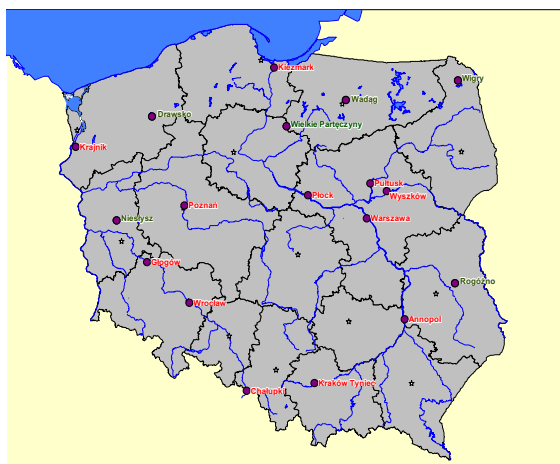 Kiezmark
Wigry
Wadąg
Drawsko
Wielkie Partęczyny
Krajnik
Pułtusk
Wyszków
Płock
Poznań
Warszawa
Niesłysz
Głogów
Rogóźno
Wrocław
Annopol
Kraków Tyniec
Chałupki